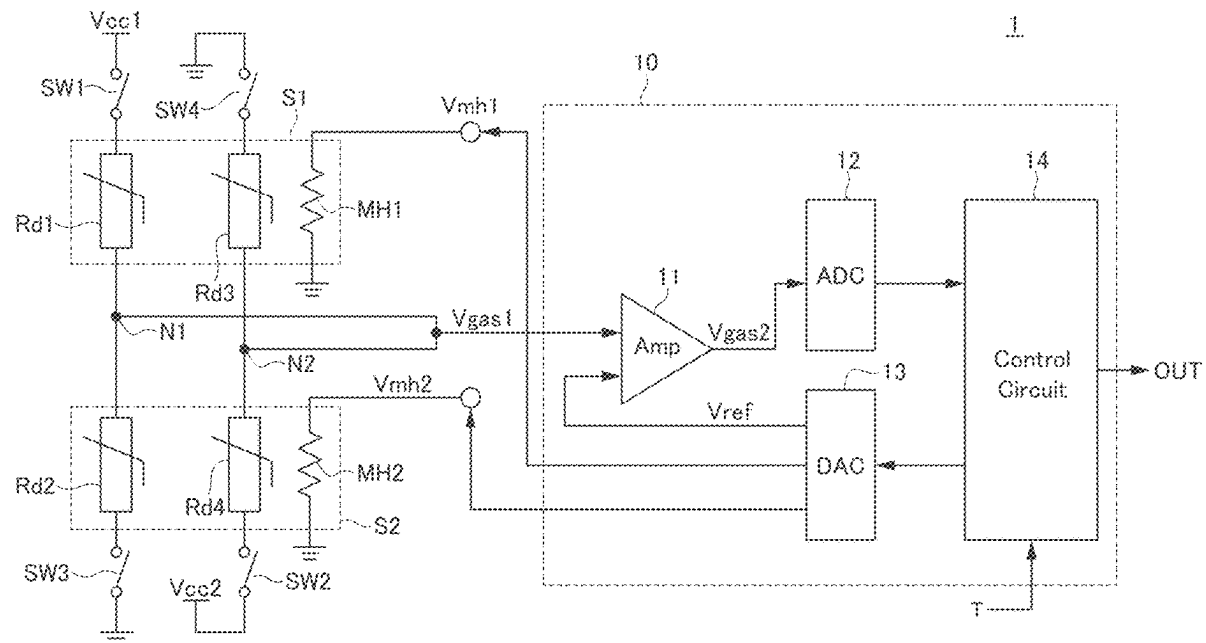 Vcc1
1
10
SW1
SW4
S1
Vmh1
12
14
Rd1
MH1
Rd3
11
ADC
N1
Vgas1
Amp
Vgas2
N2
Control
Circuit
OUT
Vmh2
13
Vref
DAC
Rd2
Rd4
MH2
S2
SW3
Vcc2
SW2
T